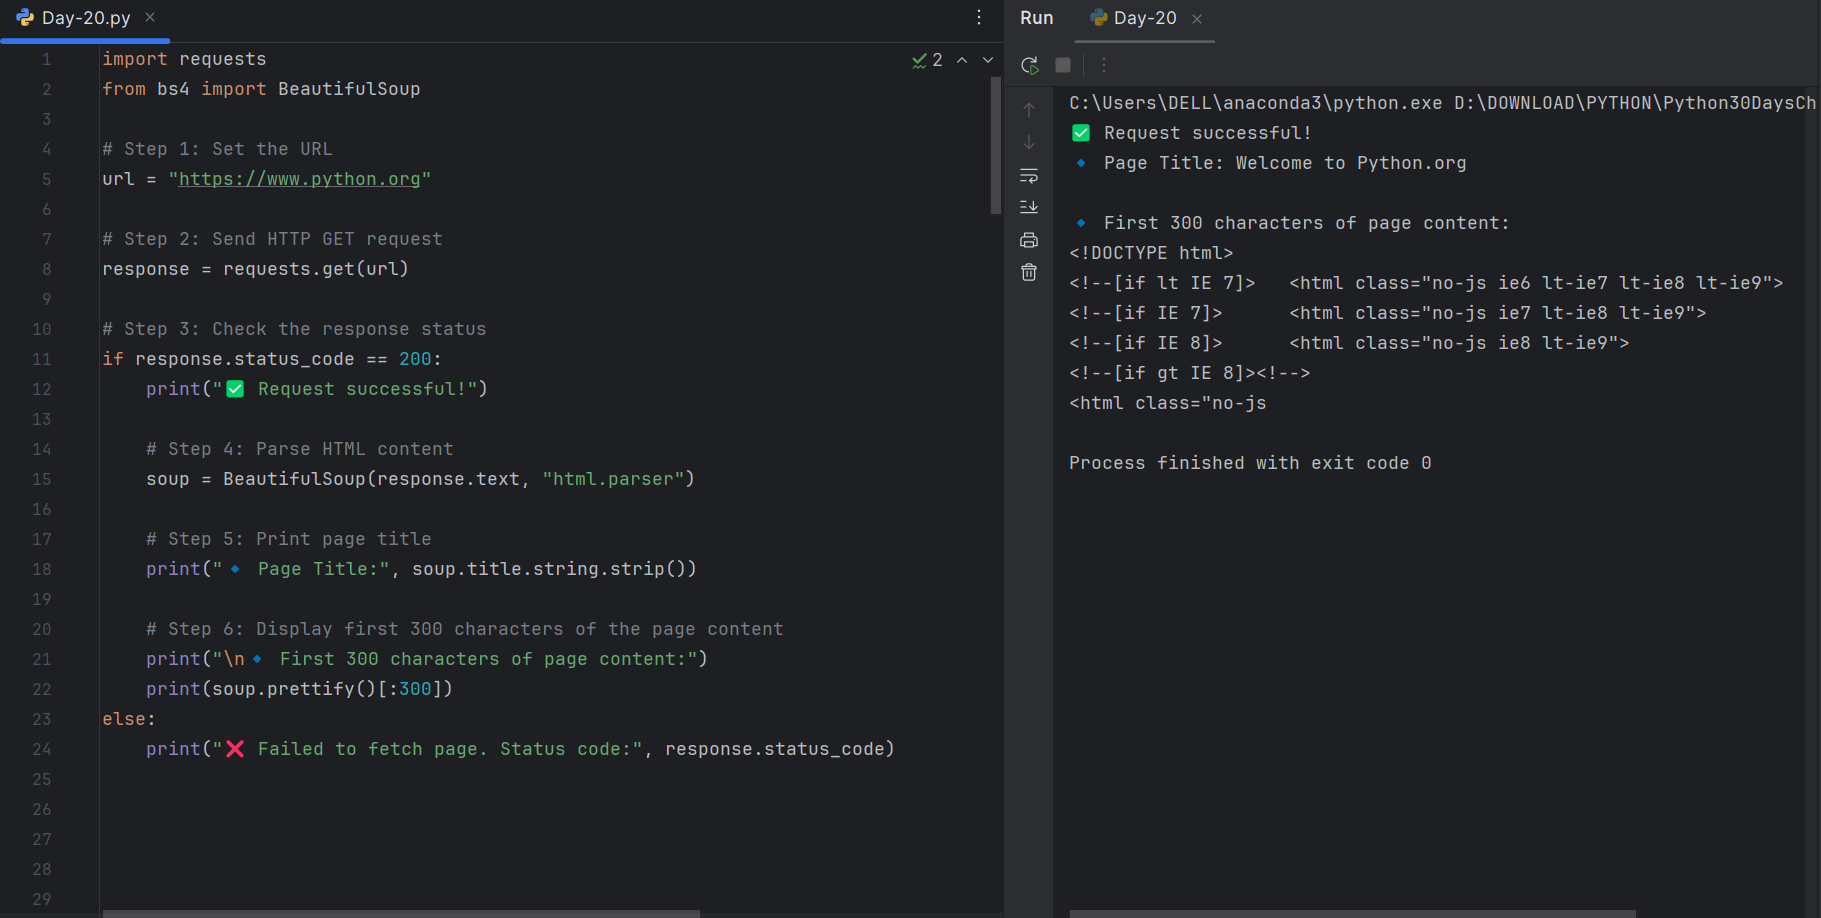 Day-20.py
1 import requests
2 from bs4 import BeautifulSoup
3
4 # Step 1: Set the URL
5 url = "https://www.python.org"
6
7 # Step 2: Send HTTP GET request
8 response = requests.get(url)
9
10 # Step 3: Check the response status
11 if response.status_code == 200:
12     print("✅ Request successful!")
13
14     # Step 4: Parse HTML content
15     soup = BeautifulSoup(response.text, "html.parser")
16
17     # Step 5: Print page title
18     print("🔹 Page Title:", soup.title.string.strip())
19
20     # Step 6: Display first 300 characters of the page content
21     print("\n🔹 First 300 characters of page content:")
22     print(soup.prettify()[:300])
23 else:
24     print("❌ Failed to fetch page. Status code:", response.status_code)
25
26
27
28
29
2
Run Day-20
C:\Users\DELL\anaconda3\python.exe D:\DOWNLOAD\PYTHON\Python30DaysCh
✅ Request successful!
🔹 Page Title: Welcome to Python.org
🔹 First 300 characters of page content:
<!DOCTYPE html>
<!--[if lt IE 7]>   <html class="no-js ie6 lt-ie7 lt-ie8 lt-ie9">
<!--[if IE 7]>      <html class="no-js ie7 lt-ie8 lt-ie9">
<!--[if IE 8]>      <html class="no-js ie8 lt-ie9">
<!--[if gt IE 8]><!-->
<html class="no-js
Process finished with exit code 0